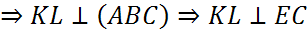 ⇒ KL ⊥ (ABC) ⇒ KL ⊥ EC